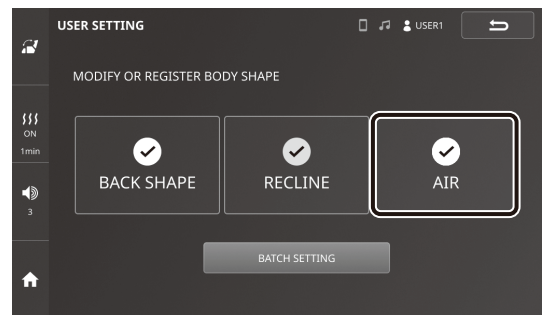 USER SETTING
USER1
MODIFY OR REGISTER BODY SHAPE
ON
1min
3
BACK SHAPE
RECLINE
AIR
BATCH SETTING